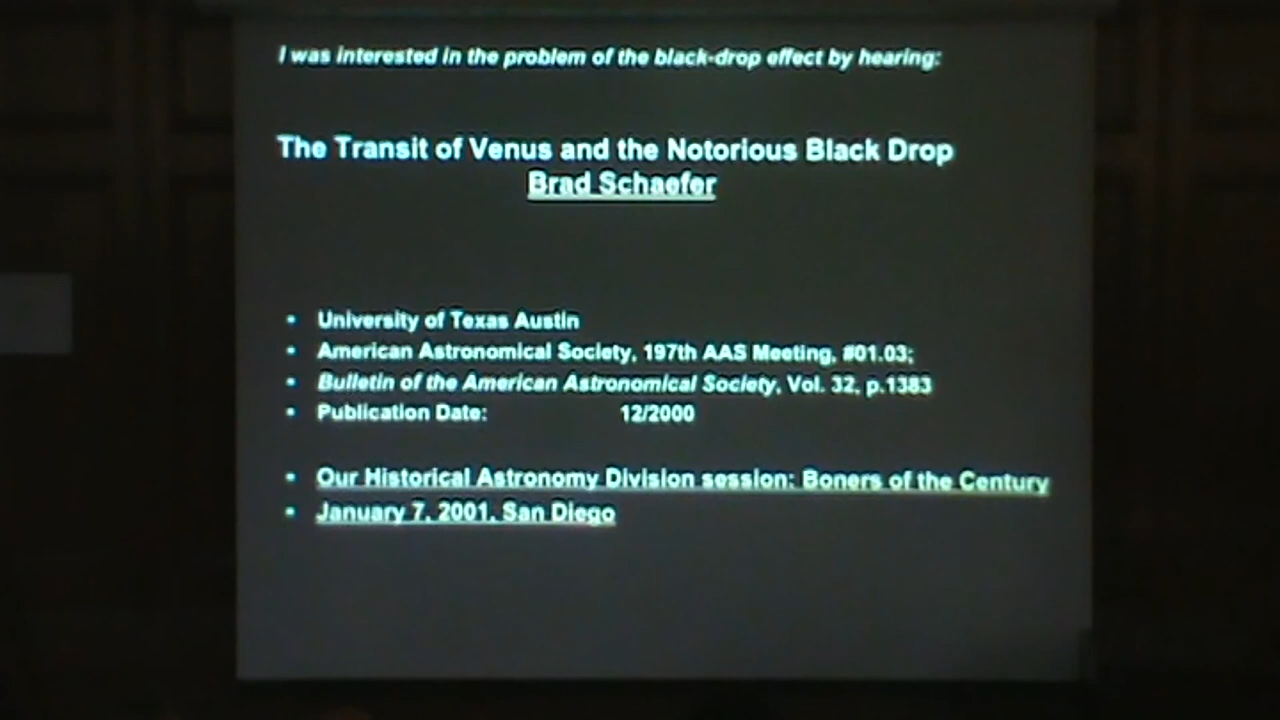 I was interested in the problem of the black-drop effect by hearing:
The Transit of Venus and the Notorious Black Drop
Brad Schaefer
• University of Texas Austin
• American Astronomical Society, 197th AAS Meeting, #01.03;
• Bulletin of the American Astronomical Society, Vol. 32, p.1383
• Publication Date: 12/2000
• Our Historical Astronomy Division session: Boners of the Century
• January 7, 2001, San Diego